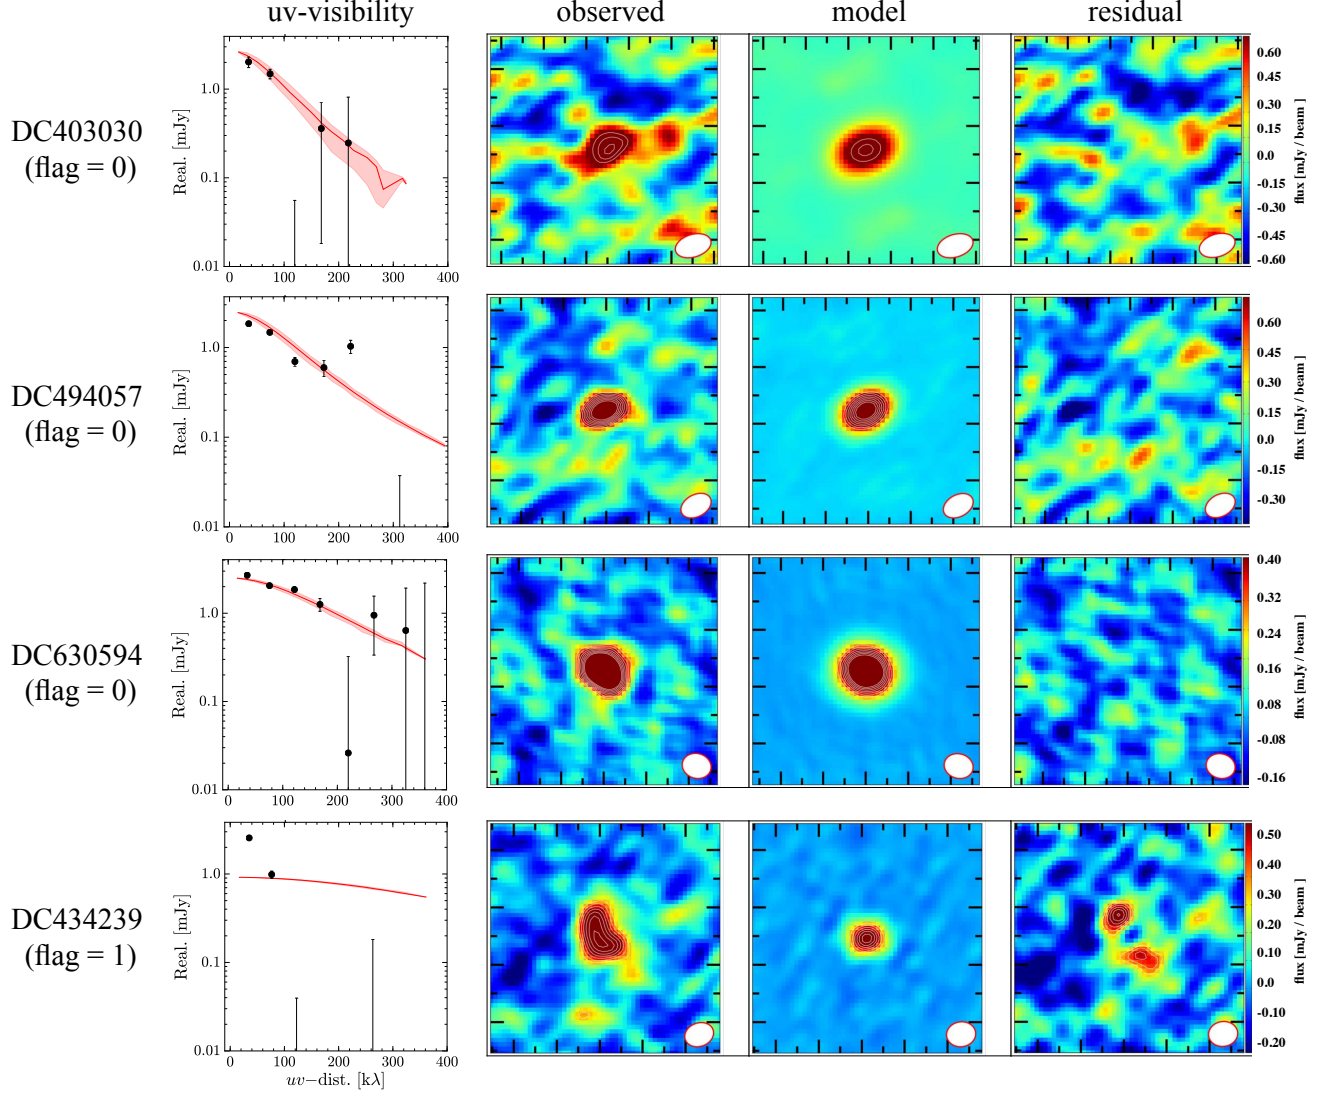 uv-visibility observed model residual
DC403030
(flag = 0)
Real. [mJy]
1.0
0.1
0.01
0 100 200 300 400
0.60
0.45
0.30
0.15
0.0
-0.15
-0.30
-0.45
-0.60
flux [mJy / beam ]
DC494057
(flag = 0)
Real. [mJy]
1.0
0.1
0.01
0 100 200 300 400
0.60
0.45
0.30
0.15
0.0
-0.15
-0.30
flux [mJy / beam]
DC630594
(flag = 0)
Real. [mJy]
1.0
0.1
0.01
0 100 200 300 400
0.40
0.32
0.24
0.16
0.08
-0.08
-0.16
flux [mJy / beam]
DC434239
(flag = 1)
Real. [mJy]
1.0
0.1
0.01
0 100 200 300 400
uv−dist. [kλ]
0.50
0.40
0.30
0.20
0.10
0.0
-0.10
-0.20
flux [mJy / beam]